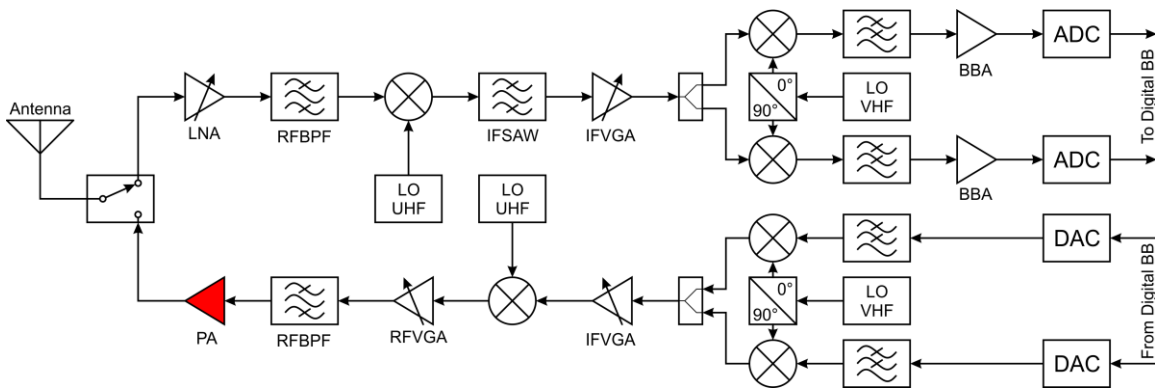 Antenna
LNA
RFBPF
LO
UHF
IFSAW
LO
UHF
IFVGA
0°
90°
LO
VHF
BBA
ADC
BBA
ADC
To Digital BB
PA
RFBPF
RFVGA
IFVGA
0°
90°
LO
VHF
DAC
DAC
From Digital BB